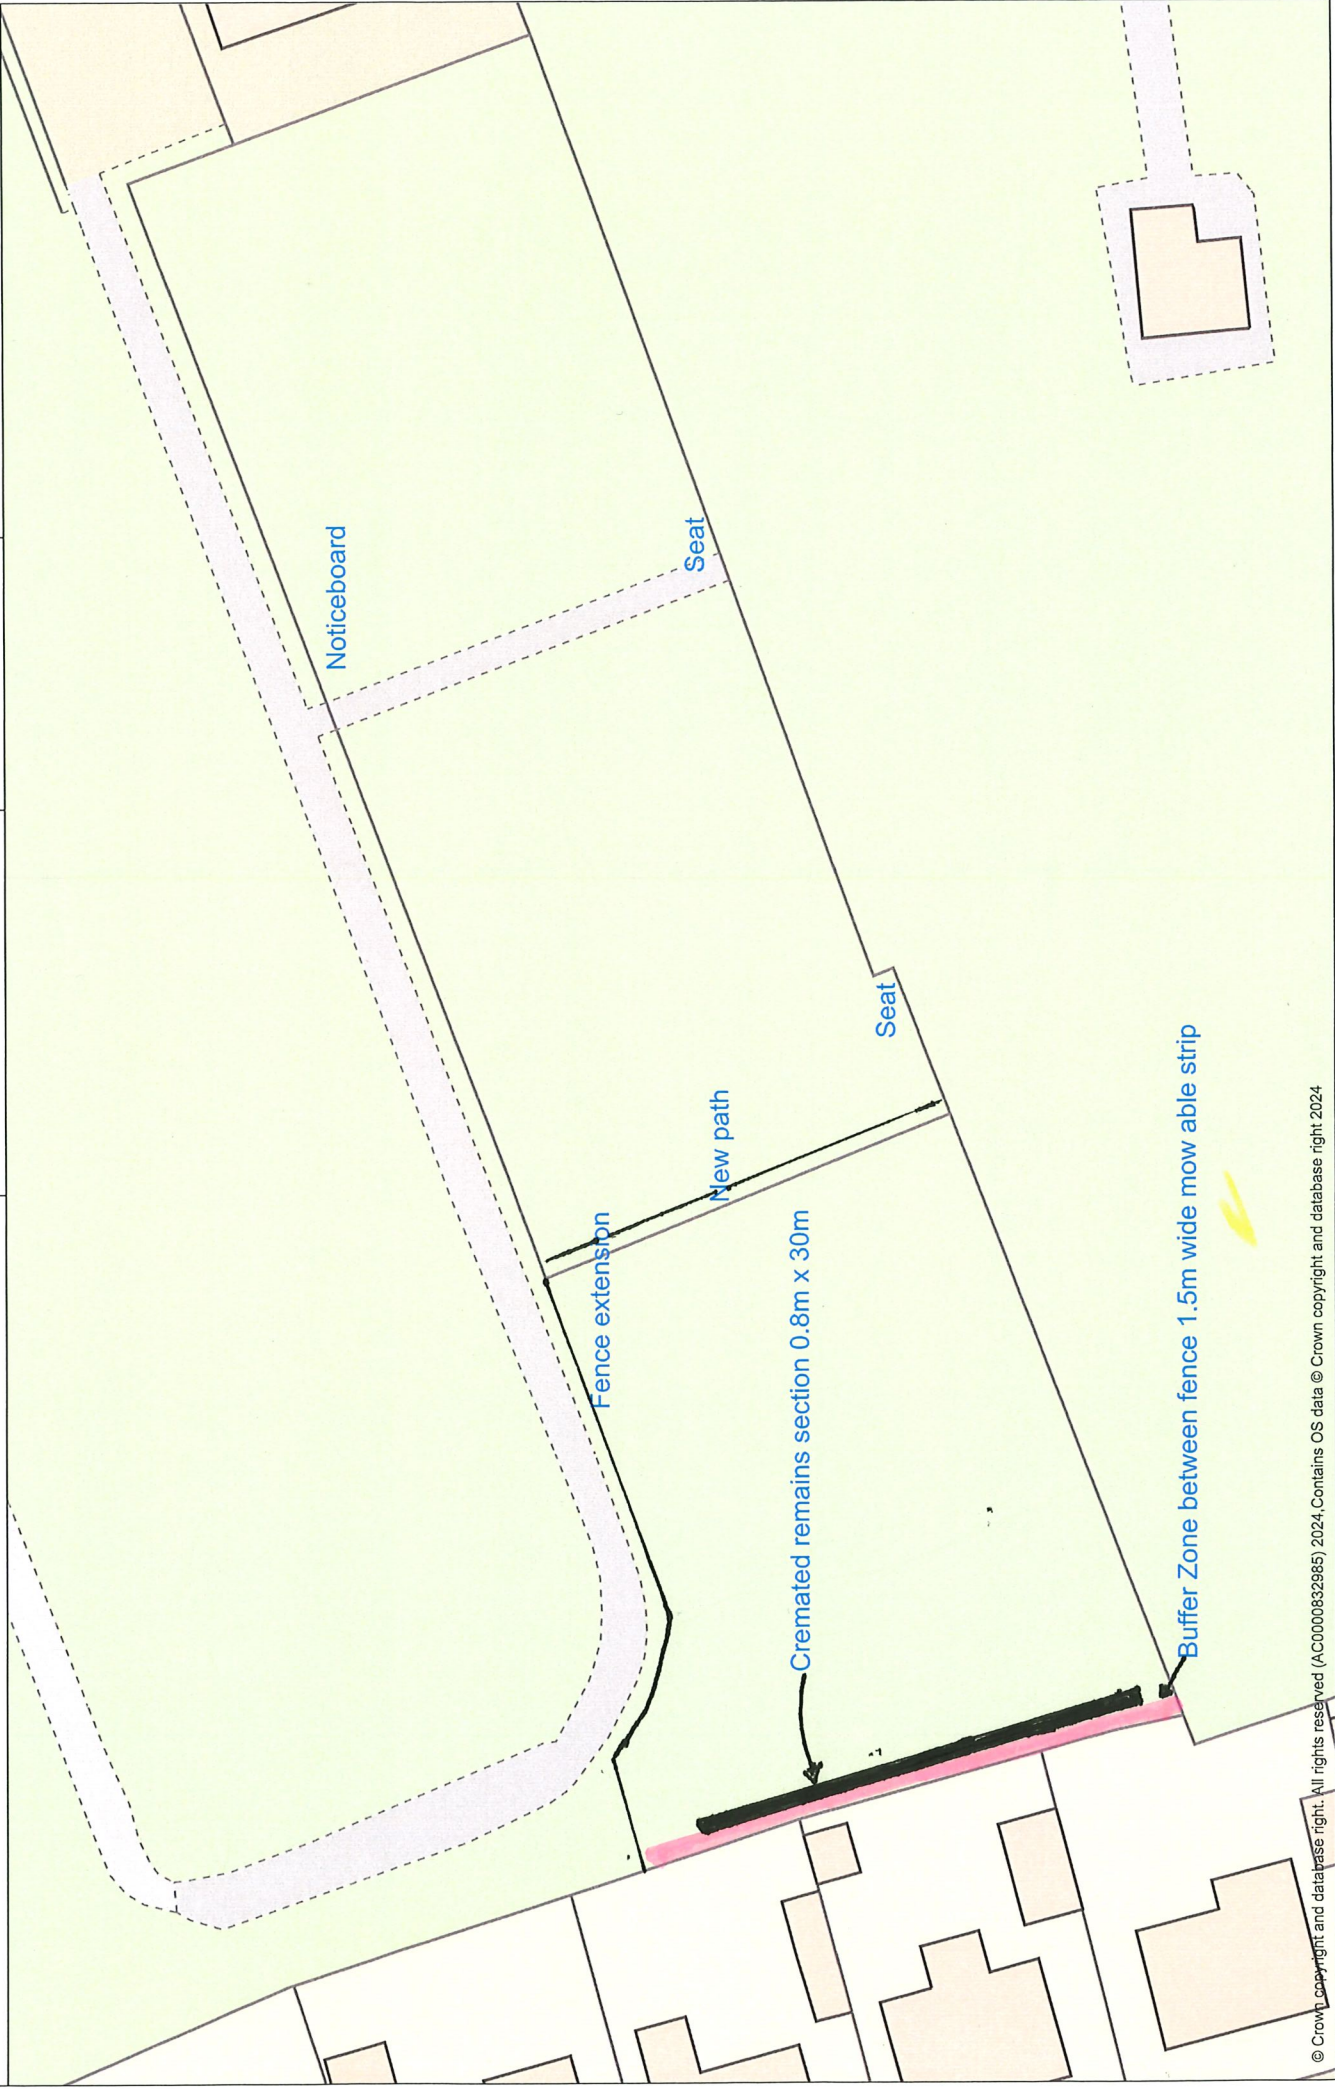 Noticeboard
Seat
Seat
New path
Fence extension
Cremated remains section 0.8m x 30m
Buffer Zone between fence 1.5m wide mow able strip
© Crown copyright and database right. All rights reserved (AC0000832985) 2024,Contains OS data © Crown copyright and database right 2024